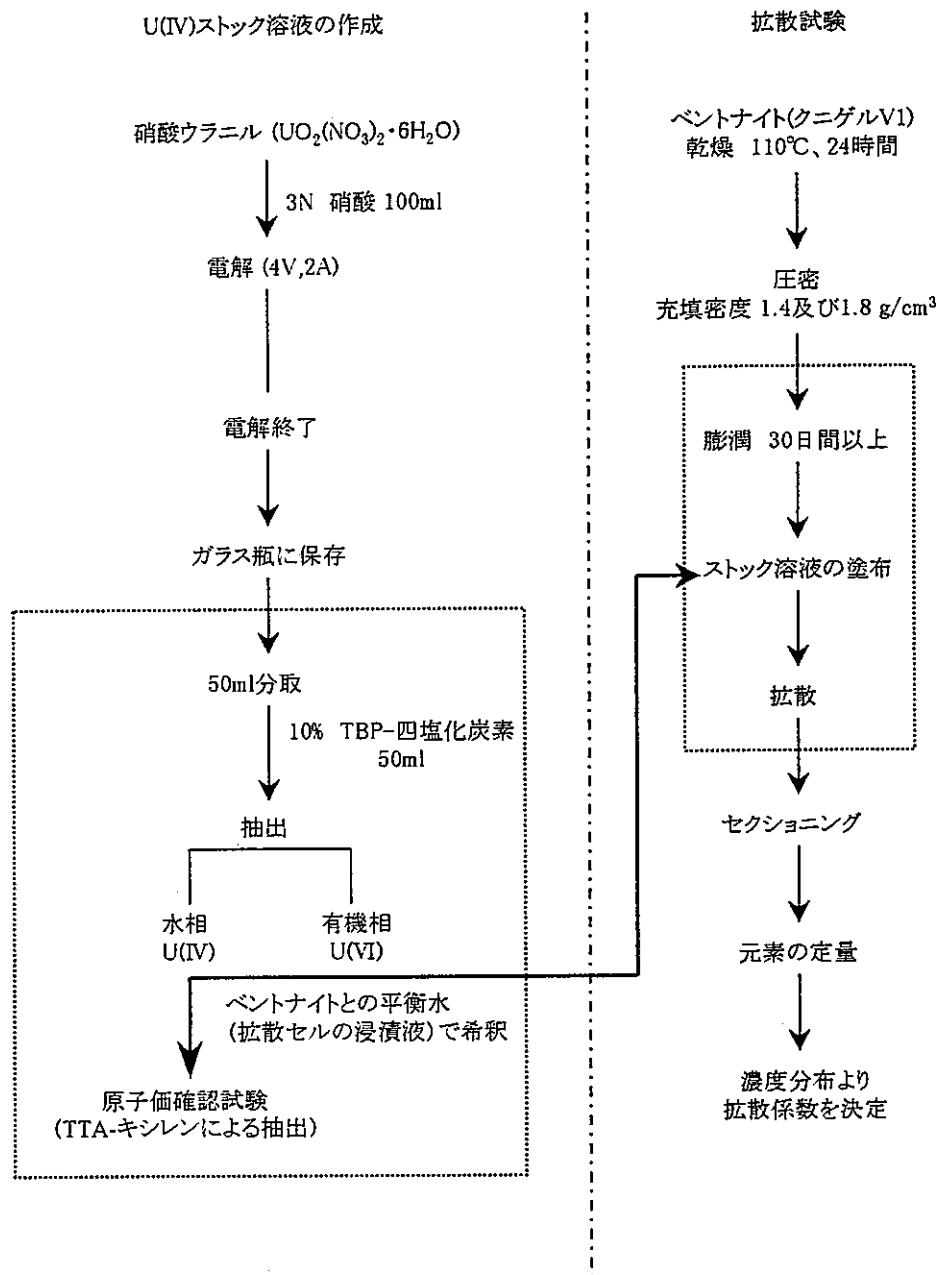 U(IV)ストック溶液の作成
硝酸ウラニル (UO₂(NO₃)₂・6H₂O)
3N 硝酸 100ml
電解 (4V,2A)
電解終了
ガラス瓶に保存
50ml分取
10% TBP-四塩化炭素
50ml
抽出
水相
U(IV)
有機相
U(VI)
ベントナイトとの平衡水
(拡散セルの浸漬液)で希釈
原子価確認試験
(TTA-キシレンによる抽出)
拡散試験
ベントナイト(クニゲルV1)
乾燥 110℃、24時間
圧密
充填密度 1.4及び1.8 g/cm³
膨潤 30日間以上
ストック溶液の塗布
拡散
セクショニング
元素の定量
濃度分布より
拡散係数を決定